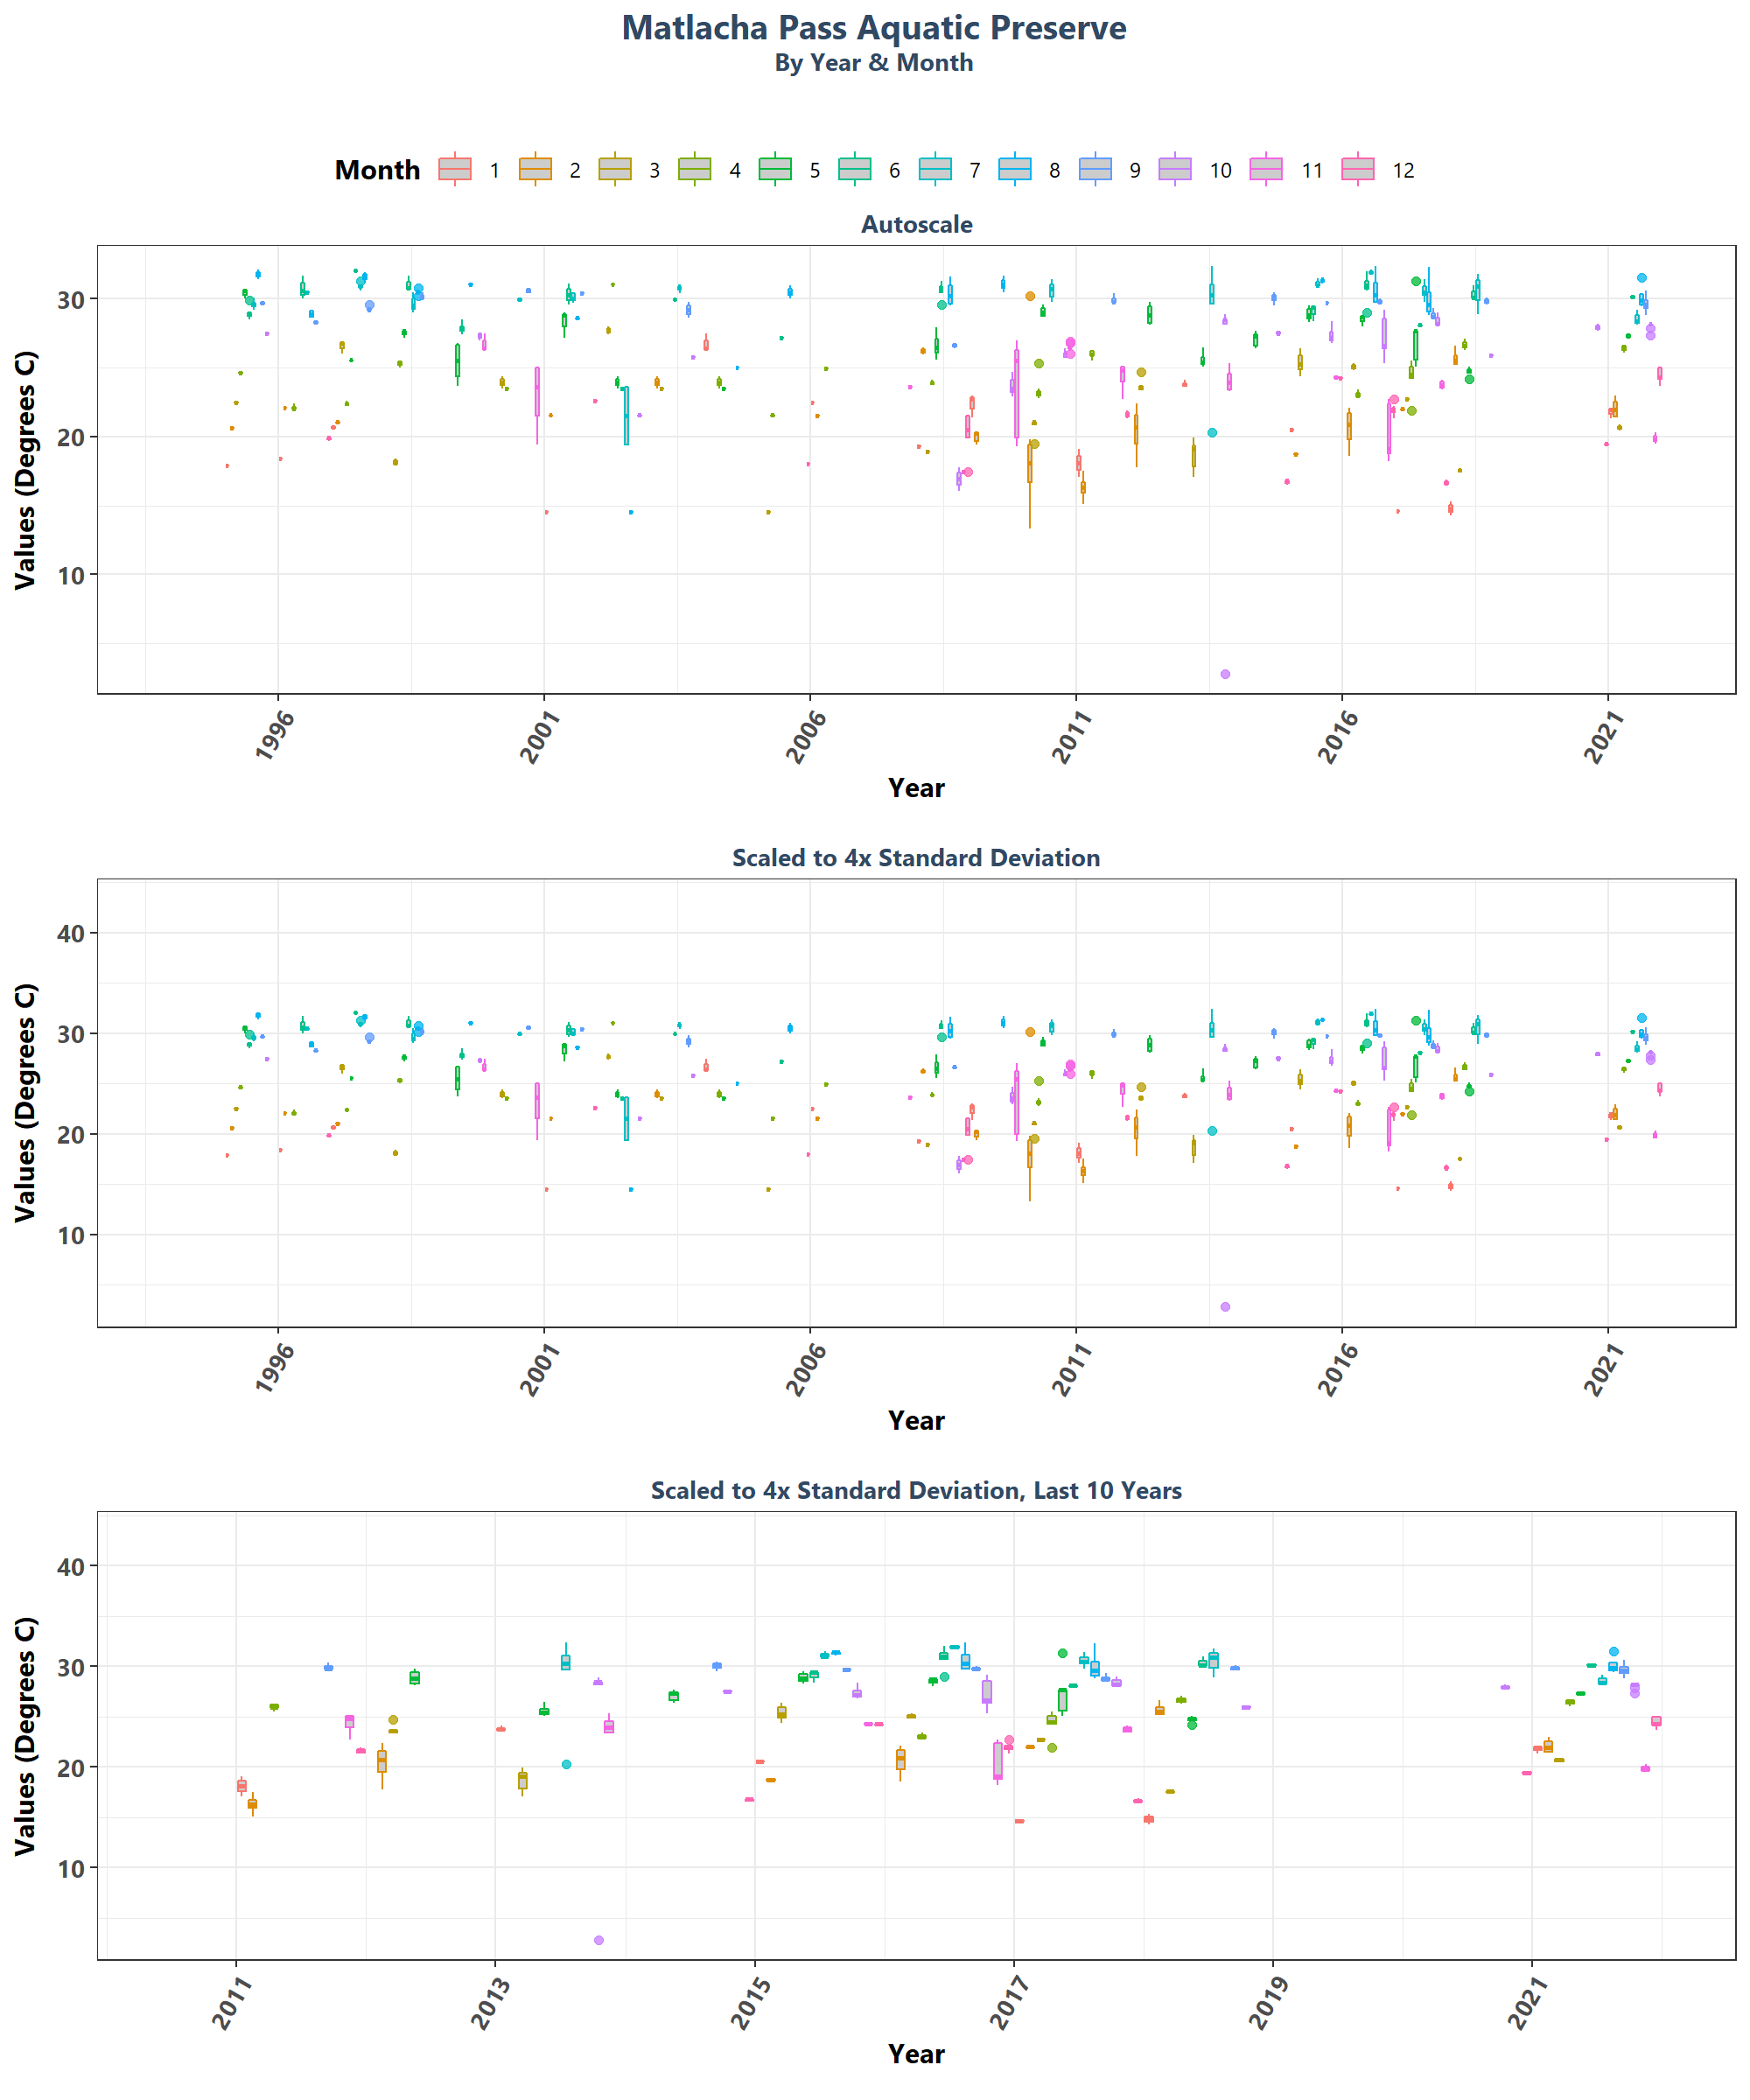 Matlacha Pass Aquatic Preserve
By Year & Month
Month 1 2 3 4 5 6 7 8 9 10 11 12
Autoscale
Values (Degrees C)
30
20
10
1996 2001 2006 2011 2016 2021
Year
Scaled to 4x Standard Deviation
Values (Degrees C)
40
30
20
10
1996 2001 2006 2011 2016 2021
Year
Scaled to 4x Standard Deviation, Last 10 Years
Values (Degrees C)
40
30
20
10
2011 2013 2015 2017 2019 2021
Year